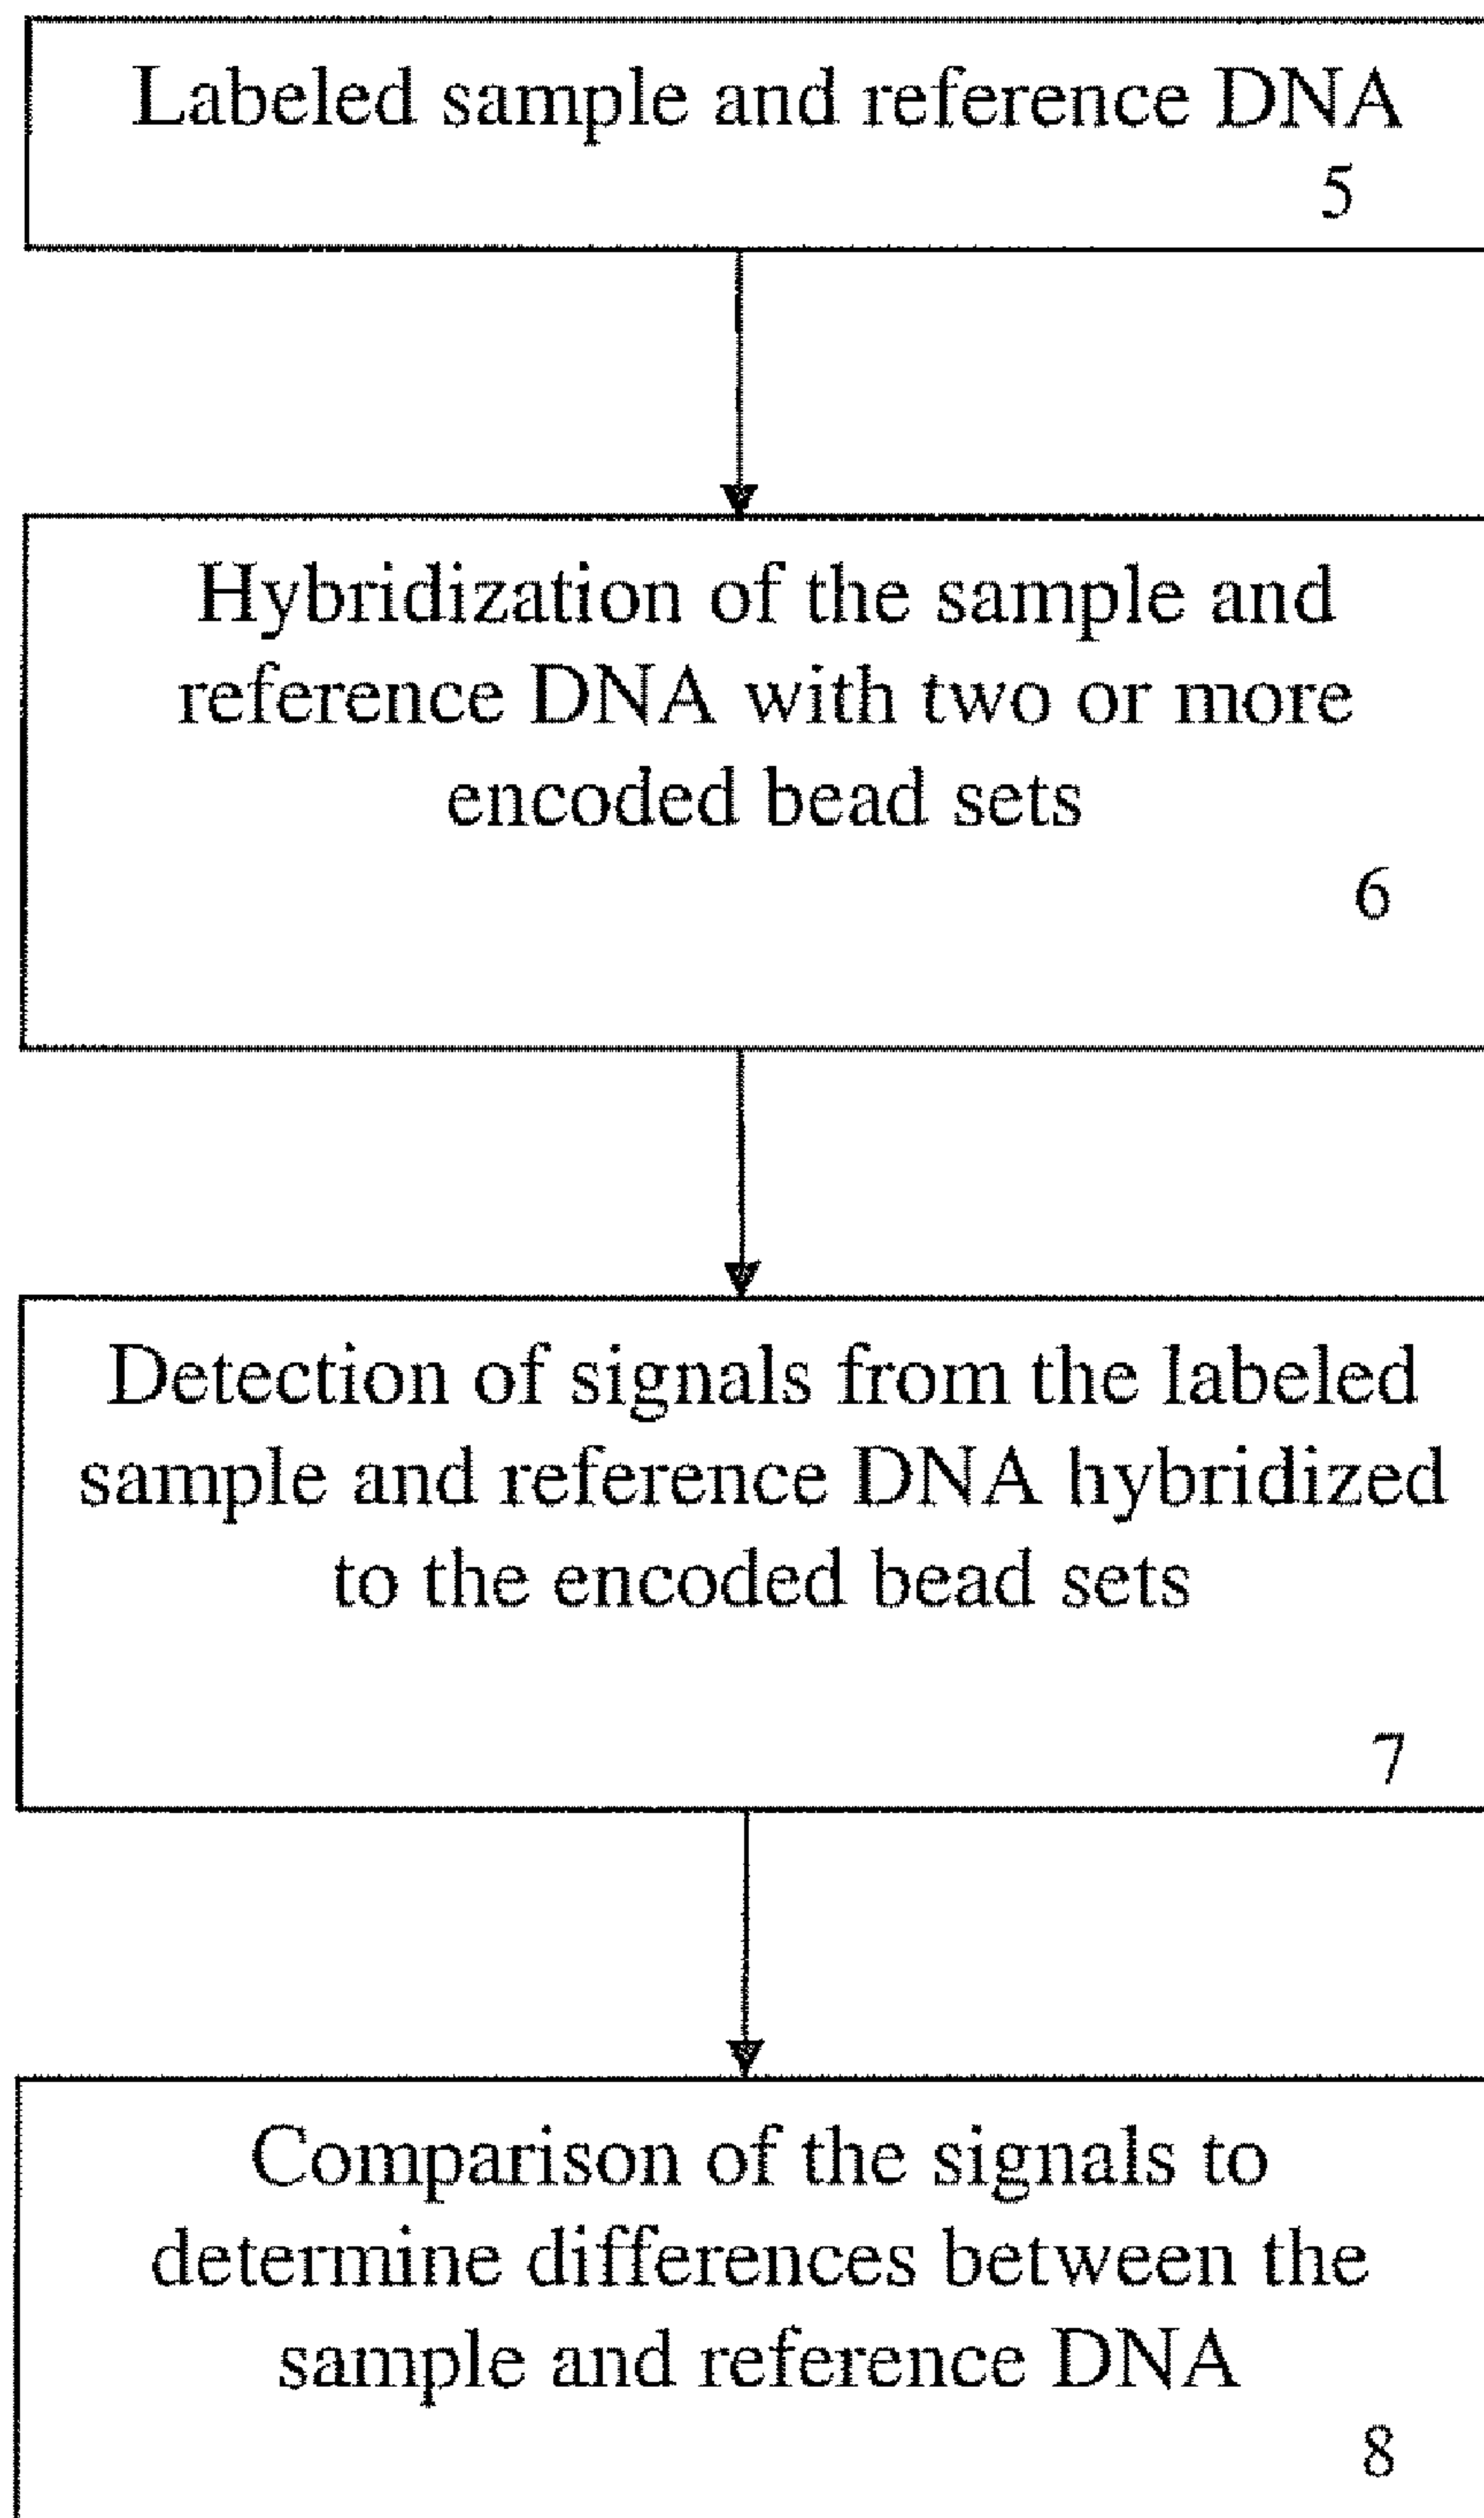 Labeled sample and reference DNA
5
Hybridization of the sample and
reference DNA with two or more
encoded bead sets
6
Detection of signals from the labeled
sample and reference DNA hybridized
to the encoded bead sets
7
Comparison of the signals to
determine differences between the
sample and reference DNA
8